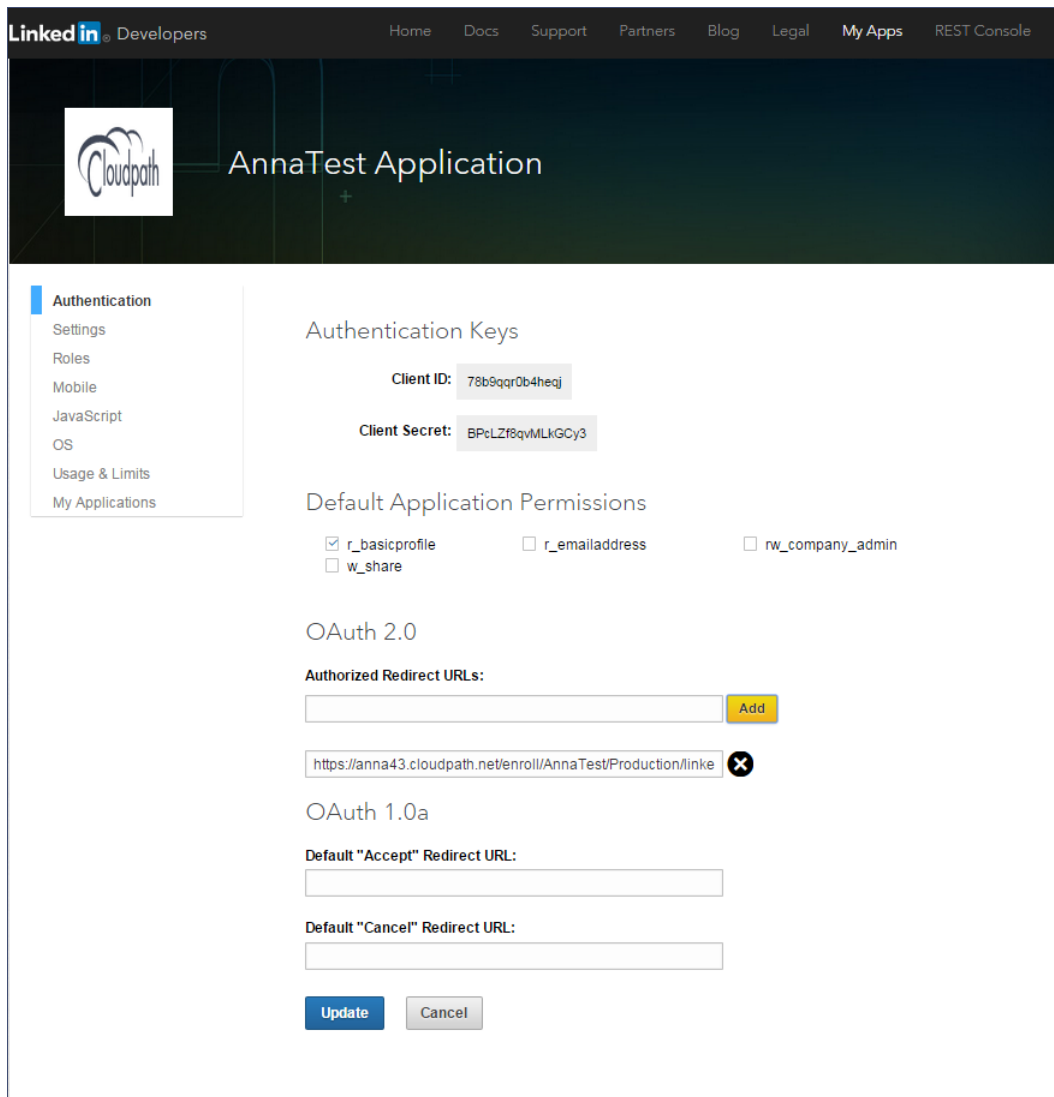 Linked in ® Developers Home Docs Support Partners Blog Legal My Apps REST Console
Cloudpath
AnnaTest Application
Authentication
Settings
Roles
Mobile
JavaScript
OS
Usage & Limits
My Applications
Authentication Keys
Client ID: 78b9qqr0b4heqj
Client Secret: BPcLZf8qvMLkGCy3
Default Application Permissions
r_basicprofile r_emailaddress rw_company_admin
w_share
OAuth 2.0
Authorized Redirect URLs:
Add
https://anna43.cloudpath.net/enroll/AnnaTest/Production/linke
OAuth 1.0a
Default "Accept" Redirect URL:
Default "Cancel" Redirect URL:
Update Cancel